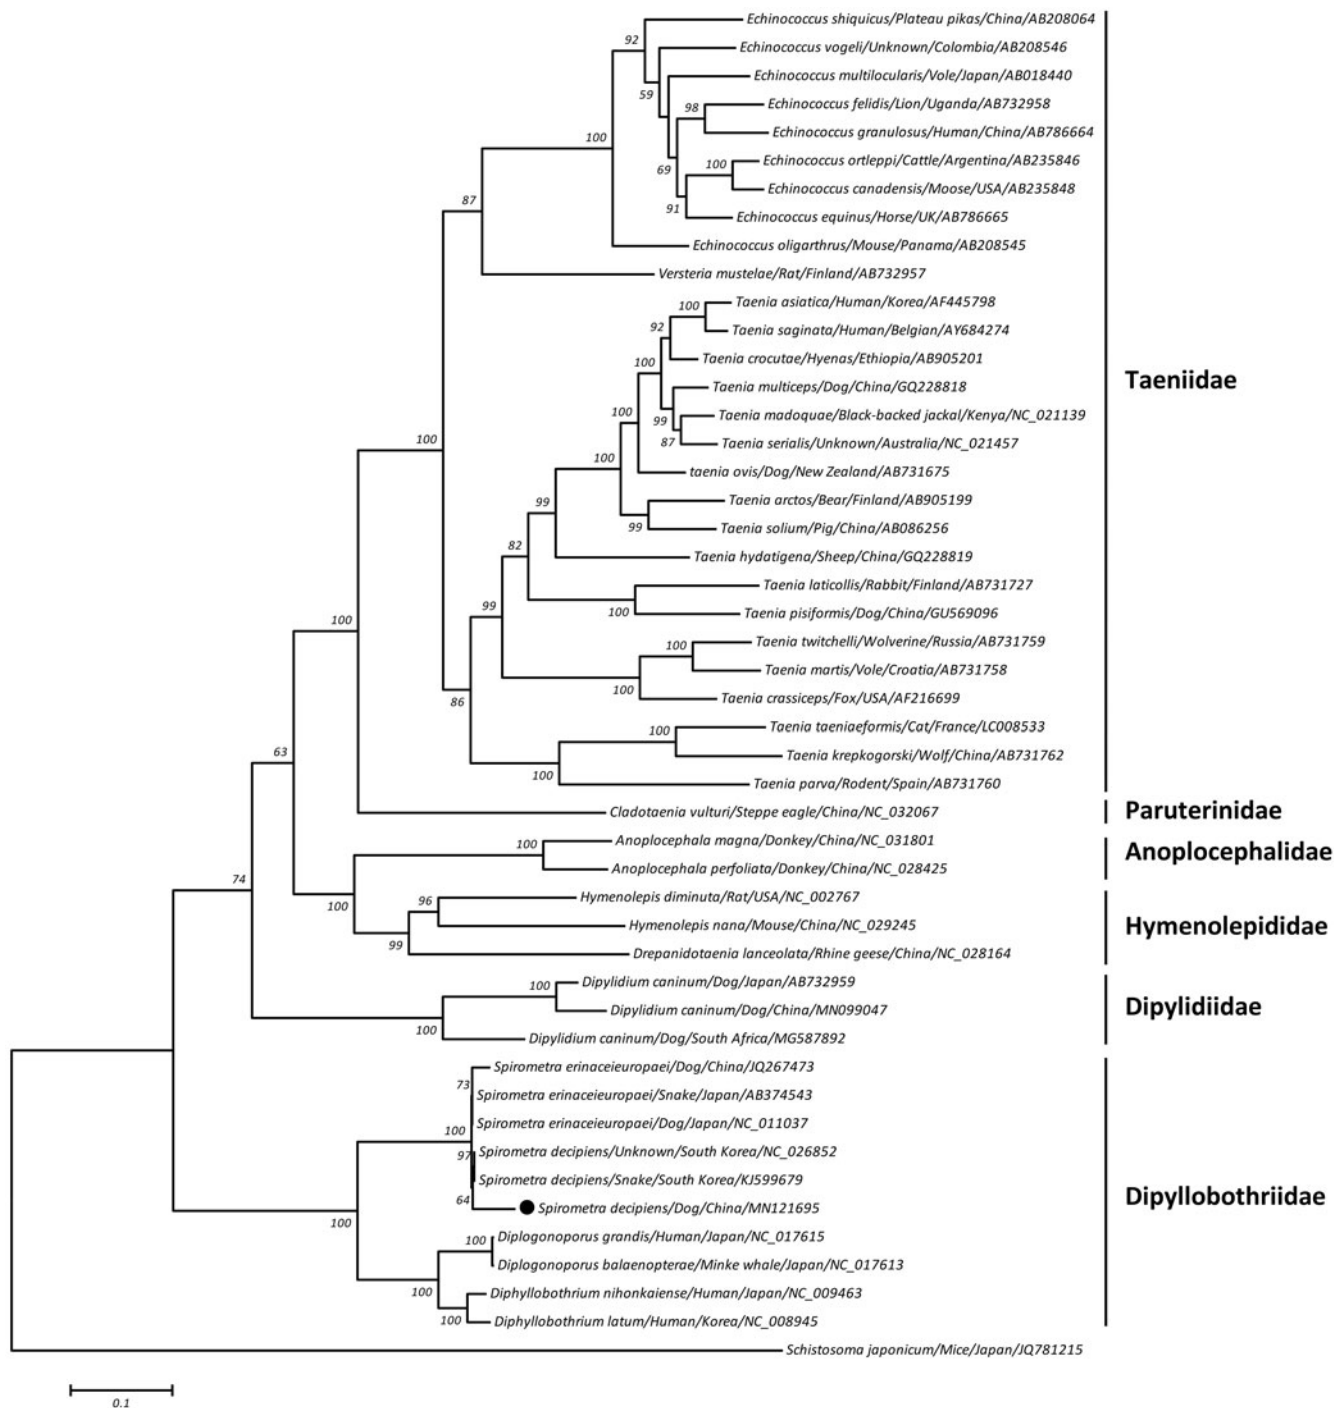 Echinococcus shiquicus/Plateau pikas/China/AB208064
92
Echinococcus vogeli/Unknown/Colombia/AB208546
Echinococcus multilocularis/Vole/Japan/AB018440
59
98
Echinococcus felidis/Lion/Uganda/AB732958
Echinococcus granulosus/Human/China/AB786664
100
100
Echinococcus ortleppi/Cattle/Argentina/AB235846
69
Echinococcus canadensis/Moose/USA/AB235848
87
91
Echinococcus equinus/Horse/UK/AB786665
Echinococcus oligarthrus/Mouse/Panama/AB208545
Versteria mustelae/Rat/Finland/AB732957
100
Taenia asiatica/Human/Korea/AF445798
92
Taenia saginata/Human/Belgian/AY684274
100
Taenia crocutae/Hyenas/Ethiopia/AB905201
Taeniidae
Taenia multiceps/Dog/China/GQ228818
100
99
Taenia madoquae/Black-backed jackal/Kenya/NC_021139
100
87
Taenia serialis/Unknown/Australia/NC_021457
100
taenia ovis/Dog/New Zealand/AB731675
99
Taenia arctos/Bear/Finland/AB905199
99
Taenia solium/Pig/China/AB086256
82
Taenia hydatigena/Sheep/China/GQ228819
Taenia laticollis/Rabbit/Finland/AB731727
99
100
Taenia pisiformis/Dog/China/GU569096
100
100
Taenia twitchelli/Wolverine/Russia/AB731759
Taenia martis/Vole/Croatia/AB731758
86
100
Taenia crassiceps/Fox/USA/AF216699
100
Taenia taeniaeformis/Cat/France/LC008533
63
Taenia krepkogorski/Wolf/China/AB731762
100
Taenia parva/Rodent/Spain/AB731760
Cladotaenia vulturi/Steppe eagle/China/NC_032067
Paruterinidae
100
Anoplocephala magna/Donkey/China/NC_031801
Anoplocephalidae
74
Anoplocephala perfoliata/Donkey/China/NC_028425
100
96
Hymenolepis diminuta/Rat/USA/NC_002767
Hymenolepis nana/Mouse/China/NC_029245
Hymenolepididae
99
Drepanidotaenia lanceolata/Rhine geese/China/NC_028164
100
Dipylidium caninum/Dog/Japan/AB732959
Dipylidium caninum/Dog/China/MN099047
Dipylidiidae
100
Dipylidium caninum/Dog/South Africa/MG587892
Spirometra erinaceieuropaei/Dog/China/JQ267473
73
Spirometra erinaceieuropaei/Snake/Japan/AB374543
Spirometra erinaceieuropaei/Dog/Japan/NC_011037
100
97
Spirometra decipiens/Unknown/South Korea/NC_026852
Spirometra decipiens/Snake/South Korea/KJ599679
64
Spirometra decipiens/Dog/China/MN121695
Dipyllobothriidae
100
100
Diplogonoporus grandis/Human/Japan/NC_017615
Diplogonoporus balaenopterae/Minke whale/Japan/NC_017613
100
Diphyllobothrium nihonkaiense/Human/Japan/NC_009463
100
Diphyllobothrium latum/Human/Korea/NC_008945
Schistosoma japonicum/Mice/Japan/JQ781215
0.1